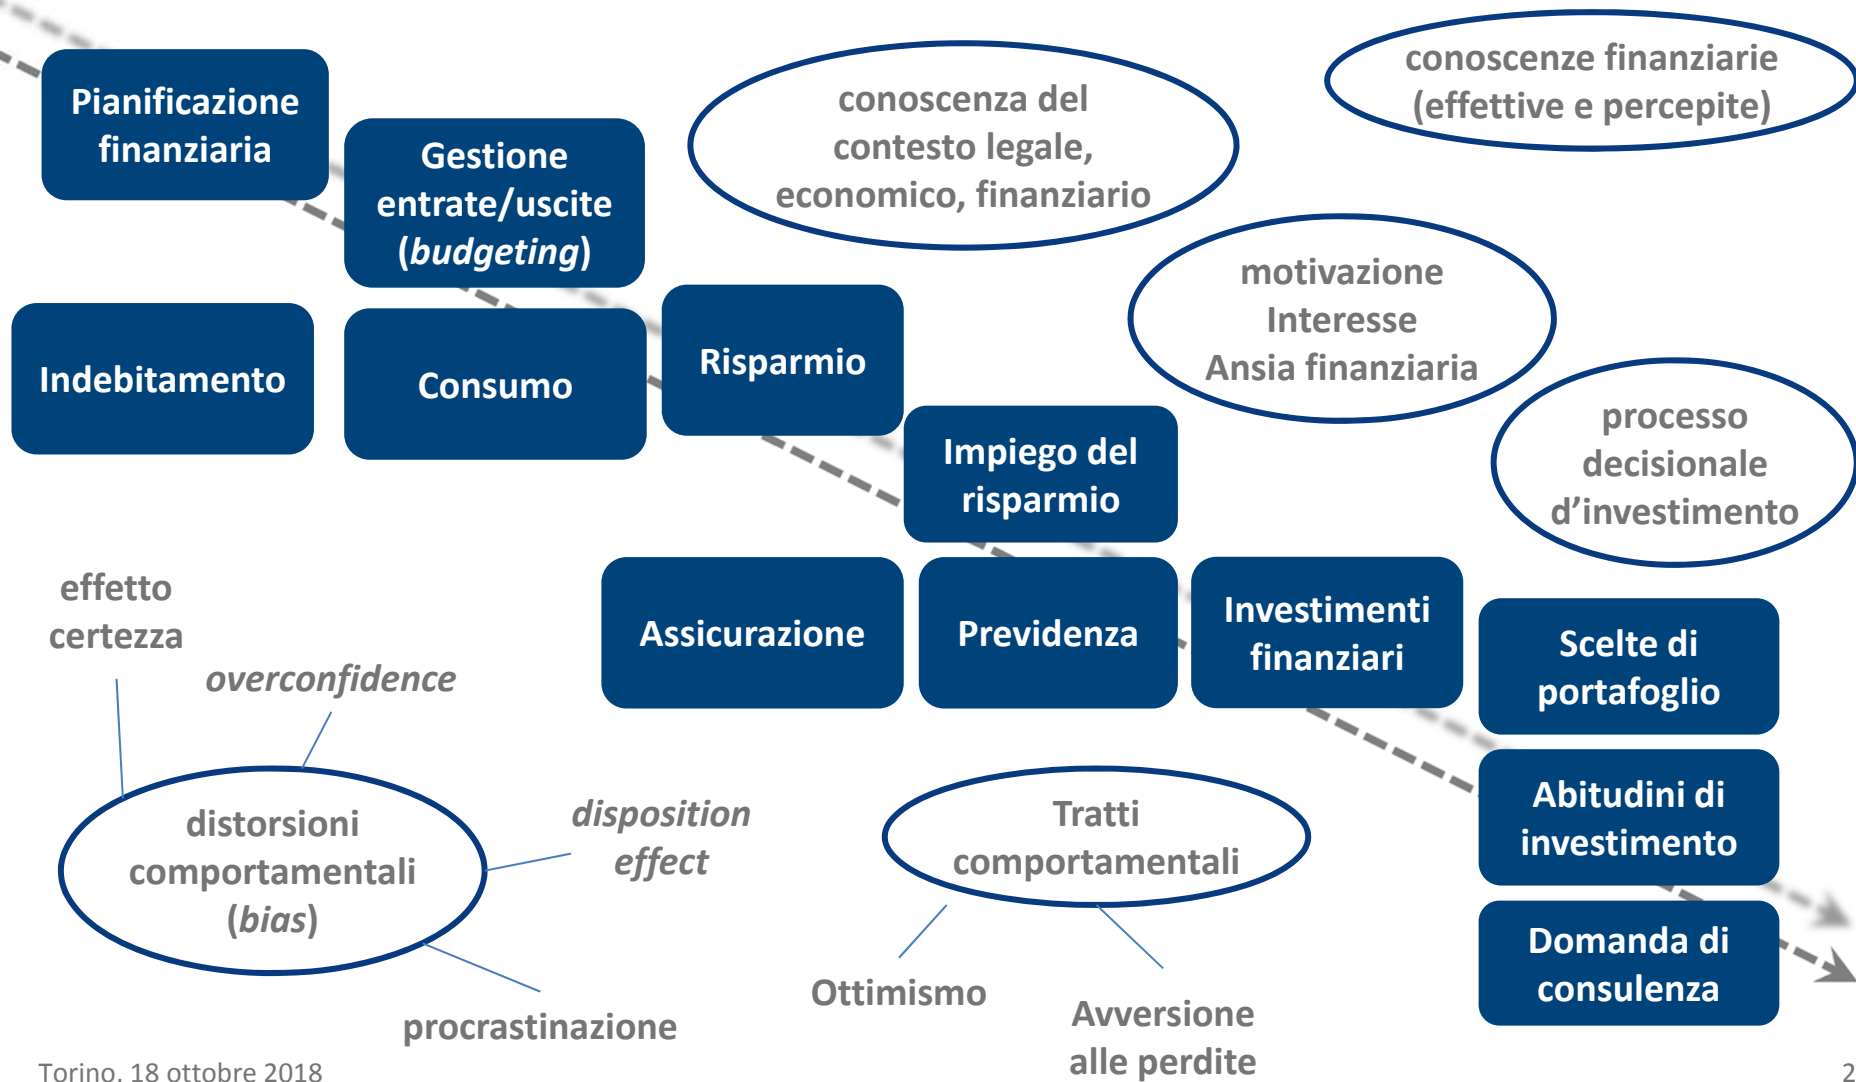 Pianificazione
finanziaria
Gestione
entrate/uscite
(budgeting)
conoscenza del
contesto legale,
economico, finanziario
conoscenze finanziarie
(effettive e percepite)
motivazione
Interesse
Ansia finanziaria
Indebitamento
Consumo
Risparmio
processo
decisionale
d’investimento
Impiego del
risparmio
Assicurazione
Previdenza
Investimenti
finanziari
Scelte di
portafoglio
effetto
certezza
overconfidence
distorsioni
comportamentali
(bias)
disposition
effect
procrastinazione
Tratti
comportamentali
Ottimismo
Avversione
alle perdite
Abitudini di
investimento
Domanda di
consulenza
Torino, 18 ottobre 2018
2